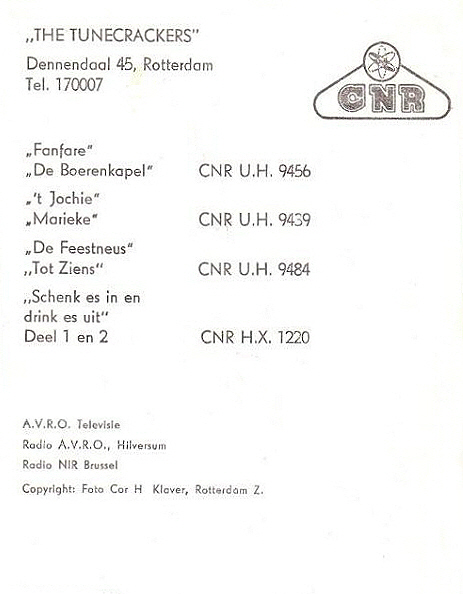 „THE TUNECRACKERS"
Dennendaal 45, Rotterdam
Tel. 170007
CNR
„Fanfare"
„De Boerenkapel" CNR U.H. 9456
„'t Jochie"
„Marieke" CNR U.H. 9439
„De Feestneus"
„Tot Ziens" CNR U.H. 9484
„Schenk es in en
drink es uit"
Deel 1 en 2 CNR H.X. 1220
A.V.R.O. Televisie
Radio A.V.R.O., Hilversum
Radio NIR Brussel
Copyright: Foto Cor H Klaver, Rotterdam Z.